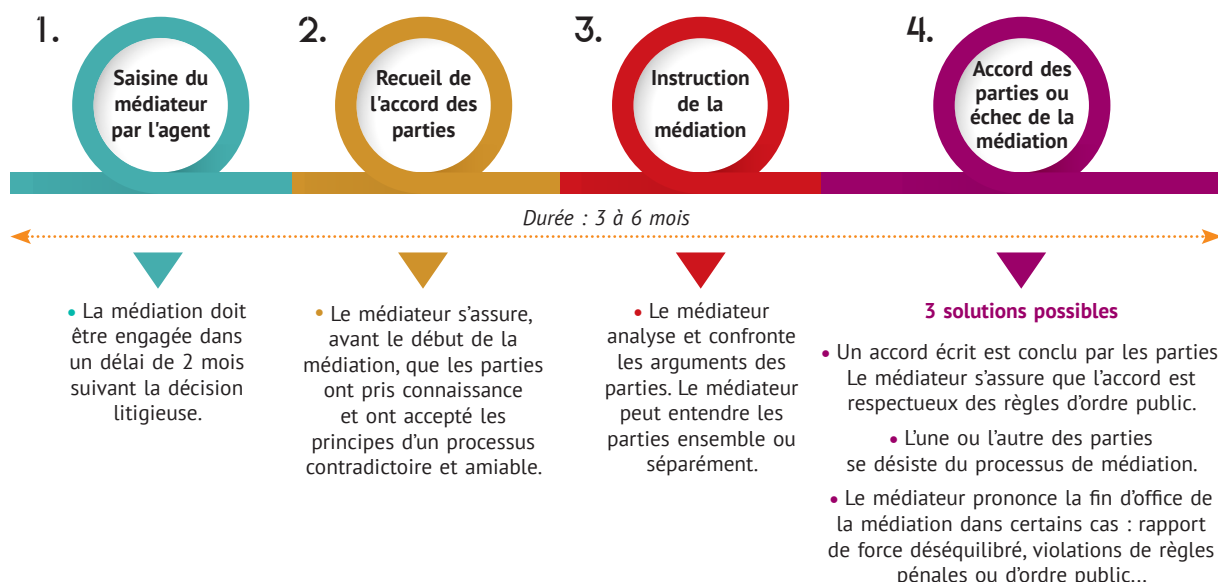 1.
Saisine du
médiateur
par l'agent
2.
Recueil de
l'accord des
parties
3.
Instruction
de la
médiation
4.
Accord des
parties ou
échec de la
médiation
Durée : 3 à 6 mois
• La médiation doit
être engagée dans
un délai de 2 mois
suivant la décision
litigieuse.
• Le médiateur s'assure,
avant le début de la
médiation, que les parties
ont pris connaissance
et ont accepté les
principes d'un processus
contradictoire et amiable.
• Le médiateur
analyse et confronte
les arguments des
parties. Le médiateur
peut entendre les
parties ensemble ou
séparément.
3 solutions possibles
• Un accord écrit est conclu par les parties
Le médiateur s'assure que l'accord est
respectueux des règles d'ordre public.
• L'une ou l'autre des parties
se désiste du processus de médiation.
• Le médiateur prononce la fin d'office de
la médiation dans certains cas : rapport
de force déséquilibré, violations de règles
pénales ou d'ordre public...